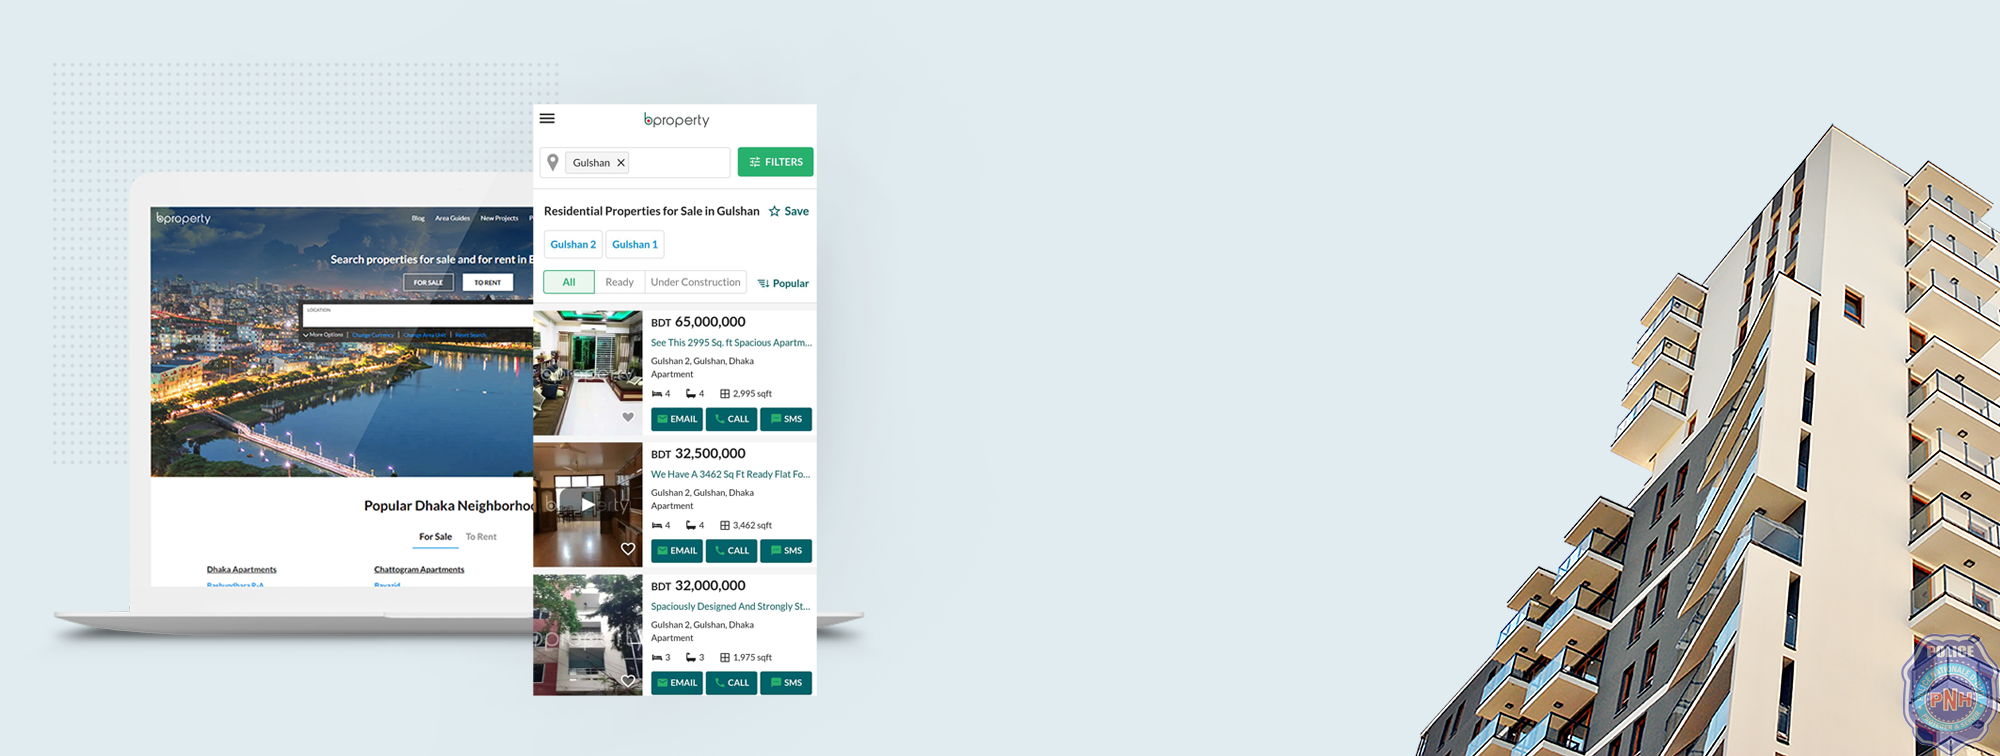 bproperty
Blog Area Guides New Projects P
Search properties for sale and for rent in B
FOR SALE TO RENT
LOCATION
More Options | Change Currency | Change Area Unit | Reset Search
Popular Dhaka Neighborhoo
For Sale To Rent
Dhaka Apartments Chattogram Apartments
Bashundhara R-A Bayazid
bproperty
Gulshan X FILTERS
Residential Properties for Sale in Gulshan Save
Gulshan 2 Gulshan 1
All Ready Under Construction Popular
BDT 65,000,000
See This 2995 Sq. ft Spacious Apartm...
Gulshan 2, Gulshan, Dhaka
Apartment
4 4 2,995 sqft
EMAIL CALL SMS
bproperty
BDT 32,500,000
We Have A 3462 Sq Ft Ready Flat Fo...
Gulshan 2, Gulshan, Dhaka
Apartment
4 4 3,462 sqft
EMAIL CALL SMS
BDT 32,000,000
Spaciously Designed And Strongly St...
Gulshan 2, Gulshan, Dhaka
Apartment
3 3 1,975 sqft
EMAIL CALL SMS
POLICE
PNH